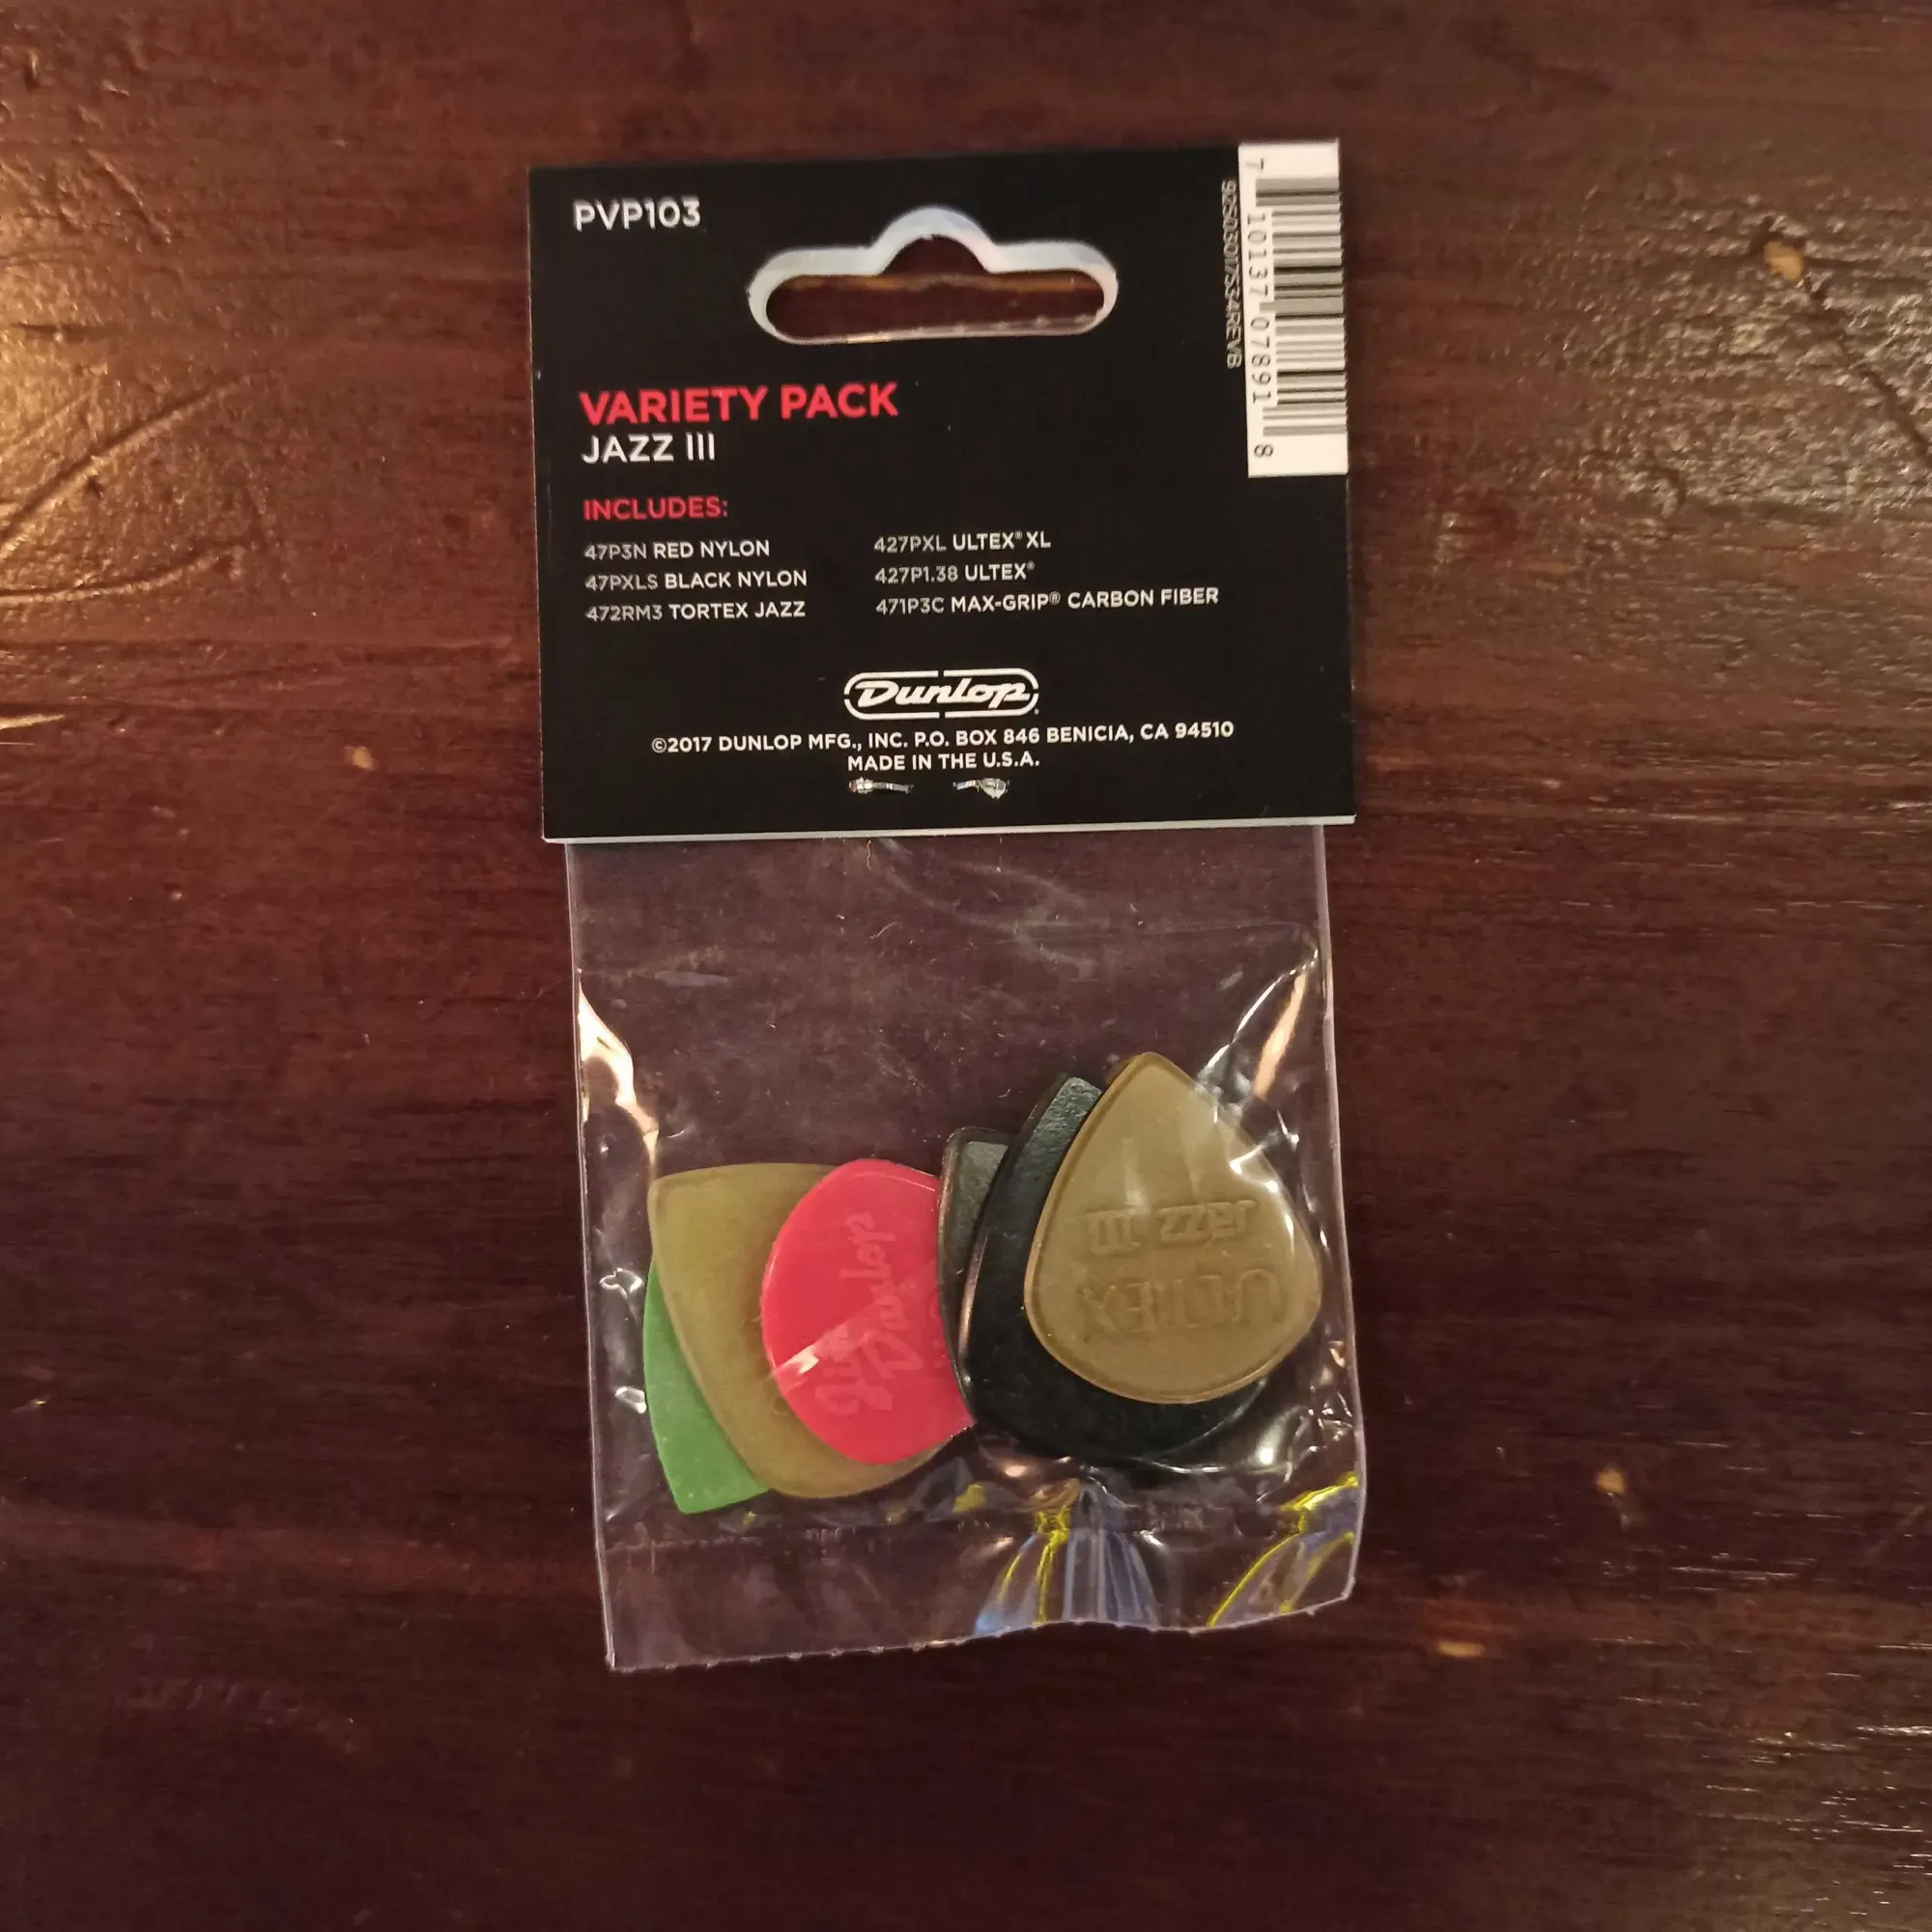 PVP103
7 10137 07891 8
VARIETY PACK
JAZZ III
INCLUDES:
47P3N RED NYLON
47PXLS BLACK NYLON
472RM3 TORTEX JAZZ
427PXL ULTEX® XL
427P1.38 ULTEX®
471P3C MAX-GRIP® CARBON FIBER
Dunlop
©2017 DUNLOP MFG., INC. P.O. BOX 846 BENICIA, CA 94510
MADE IN THE U.S.A.
Jim
Dunlop
ULTEX
Jazz III